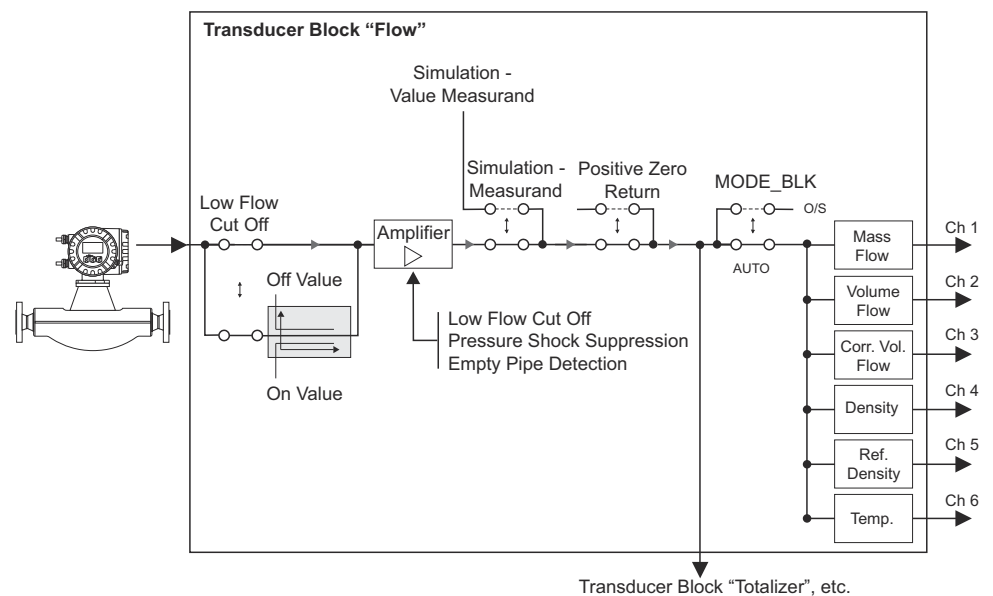 Transducer Block “Flow”
Simulation -
Value Measurand
Simulation -
Measurand
Positive Zero
Return
MODE_BLK
O/S
AUTO
Low Flow
Cut Off
Amplifier
Off Value
On Value
Low Flow Cut Off
Pressure Shock Suppression
Empty Pipe Detection
Mass
Flow
Ch 1
Volume
Flow
Ch 2
Corr. Vol.
Flow
Ch 3
Density
Ch 4
Ref.
Density
Ch 5
Temp.
Ch 6
Transducer Block “Totalizer”, etc.